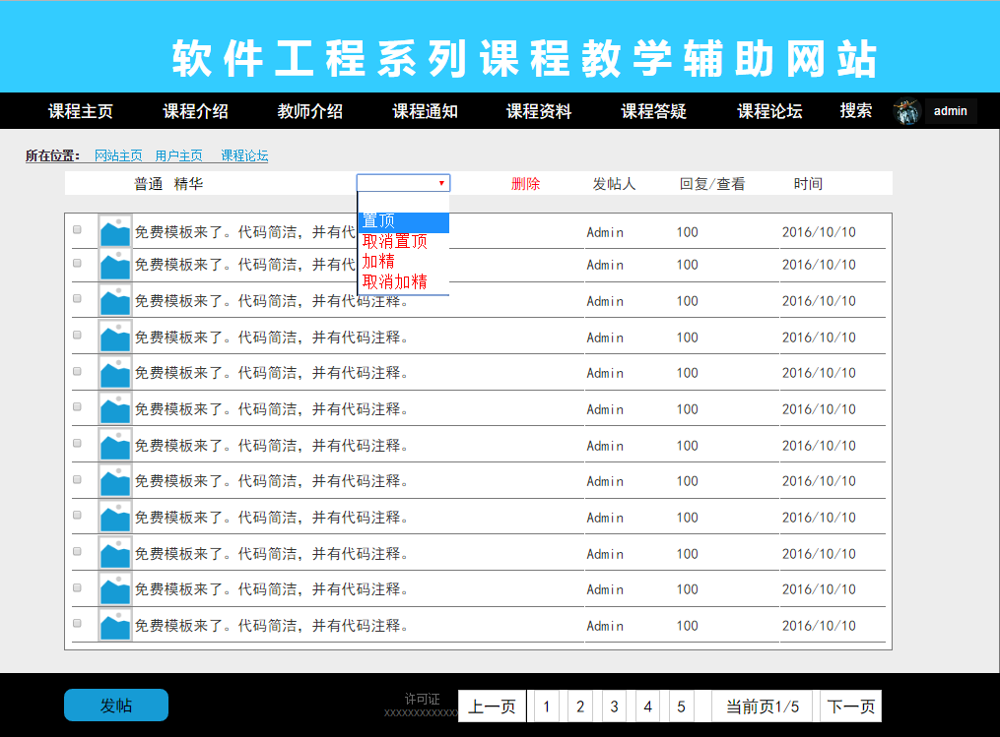 软件工程系列课程教学辅助网站
课程主页 课程介绍 教师介绍 课程通知 课程资料 课程答疑 课程论坛 搜索 admin
所在位置: 网站主页 用户主页 课程论坛
普通 精华 删除 发帖人 回复/查看 时间
置顶
取消置顶
加精
取消加精
免费模板来了。代码简洁,并有代 Admin 100 2016/10/10
免费模板来了。代码简洁,并有代 Admin 100 2016/10/10
免费模板来了。代码简洁,并有代码注释。 Admin 100 2016/10/10
免费模板来了。代码简洁,并有代码注释。 Admin 100 2016/10/10
免费模板来了。代码简洁,并有代码注释。 Admin 100 2016/10/10
免费模板来了。代码简洁,并有代码注释。 Admin 100 2016/10/10
免费模板来了。代码简洁,并有代码注释。 Admin 100 2016/10/10
免费模板来了。代码简洁,并有代码注释。 Admin 100 2016/10/10
免费模板来了。代码简洁,并有代码注释。 Admin 100 2016/10/10
免费模板来了。代码简洁,并有代码注释。 Admin 100 2016/10/10
免费模板来了。代码简洁,并有代码注释。 Admin 100 2016/10/10
免费模板来了。代码简洁,并有代码注释。 Admin 100 2016/10/10
发帖 许可证 上一页 1 2 3 4 5 当前页1/5 下一页